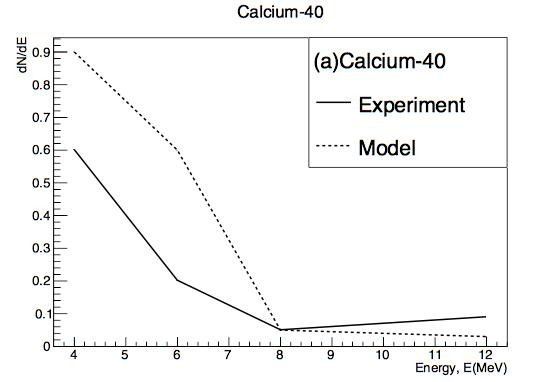 Calcium-40
dN/dE
0.9
0.8
0.7
0.6
0.5
0.4
0.3
0.2
0.1
0
(a)Calcium-40
Experiment
Model
4 5 6 7 8 9 10 11 12
Energy, E(MeV)